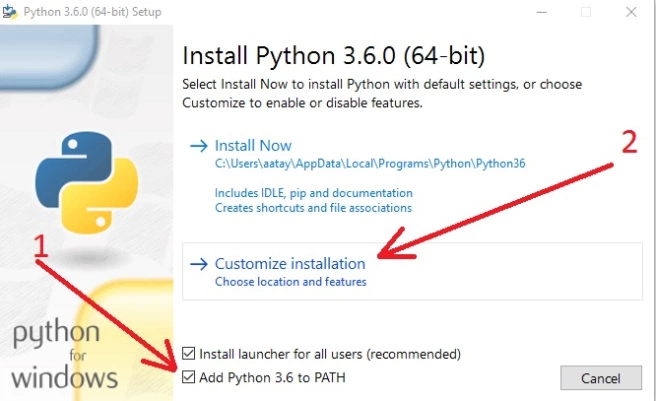 Python 3.6.0 (64-bit) Setup
Install Python 3.6.0 (64-bit)
Select Install Now to install Python with default settings, or choose
Customize to enable or disable features.
Install Now
C:\Users\aatay\AppData\Local\Programs\Python\Python36
Includes IDLE, pip and documentation
Creates shortcuts and file associations
2
1
Customize installation
Choose location and features
python
for
windows
Install launcher for all users (recommended)
Add Python 3.6 to PATH
Cancel